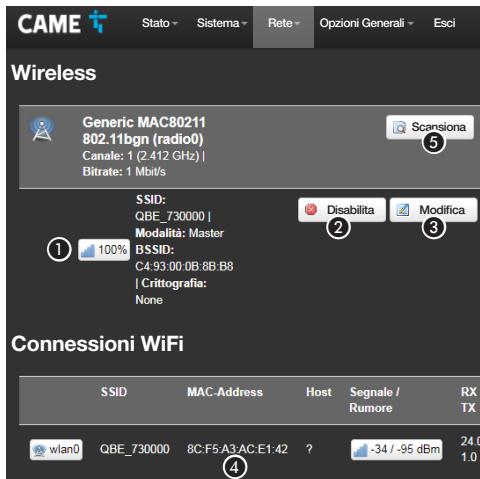 CAME Stato Sistema Rete Opzioni Generali Esci
Wireless
Generic MAC80211
802.11bgn (radio0)
Canale: 1 (2.412 GHz) |
Bitrate: 1 Mbit/s
Scansiona
5
SSID:
QBE_730000 |
Modalità: Master
BSSID:
C4:93:00:0B:8B:B8
| Crittografia:
None
1 100%
Disabilita
2
Modifica
3
Connessioni WiFi
SSID MAC-Address Host Segnale / RX
Rumore TX
wlan0 QBE_730000 8C:F5:A3:AC:E1:42 ? -34 / -95 dBm 24.0
1.0
4